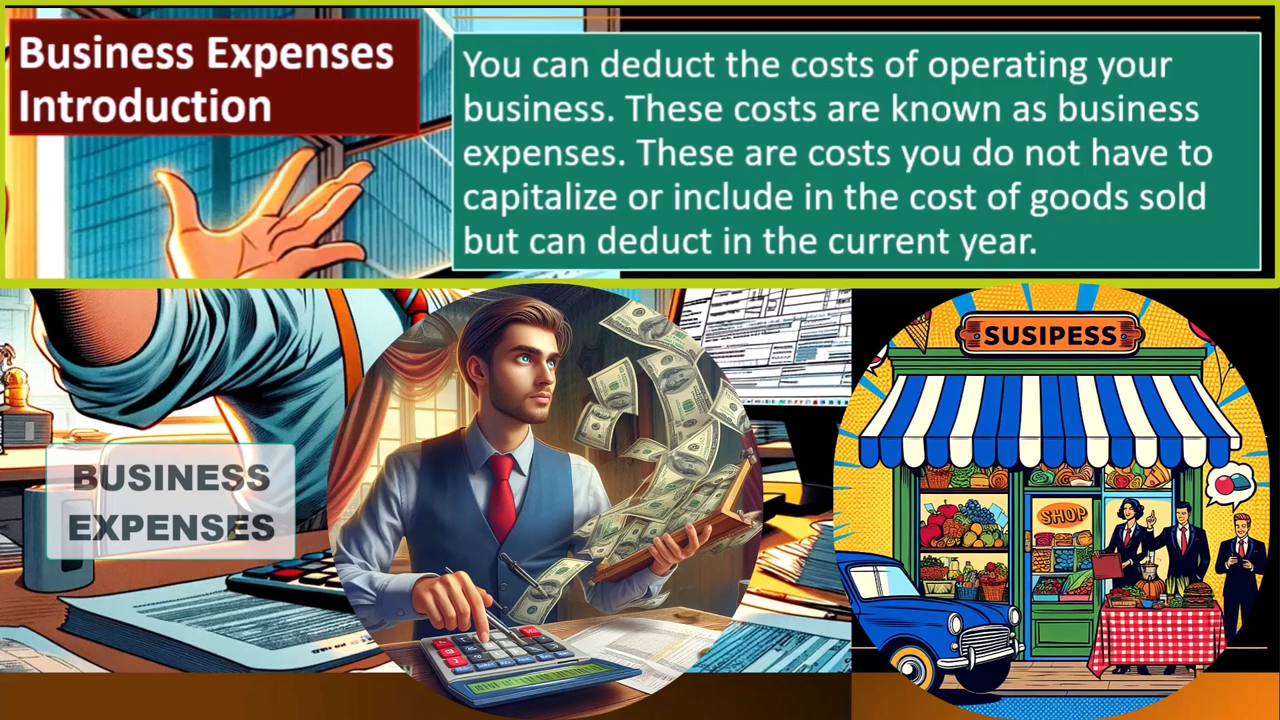 Business Expenses
Introduction
You can deduct the costs of operating your
business. These costs are known as business
expenses. These are costs you do not have to
capitalize or include in the cost of goods sold
but can deduct in the current year.
BUSINESS
EXPENSES
SUSIPESS
SHOP